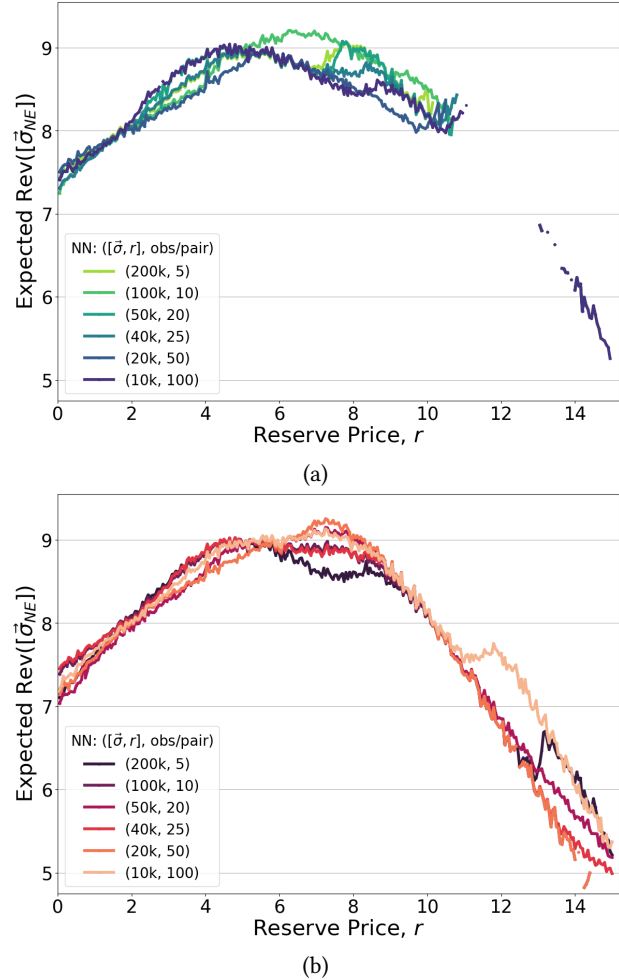 9
8
7
6
5
Expected Rev([σ⃗_NE])
NN: ([σ⃗, r], obs/pair)
(200k, 5)
(100k, 10)
(50k, 20)
(40k, 25)
(20k, 50)
(10k, 100)
0 2 4 6 8 10 12 14
Reserve Price, r
(a)
9
8
7
6
5
Expected Rev([σ⃗_NE])
NN: ([σ⃗, r], obs/pair)
(200k, 5)
(100k, 10)
(50k, 20)
(40k, 25)
(20k, 50)
(10k, 100)
0 2 4 6 8 10 12 14
Reserve Price, r
(b)